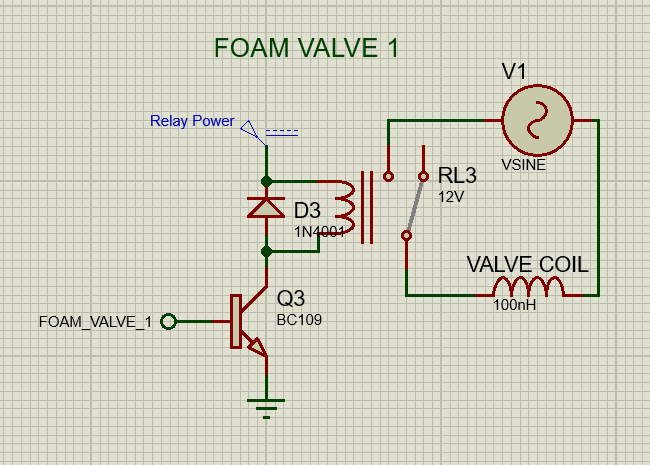 FOAM VALVE 1
V1
Relay Power
VSINE
RL3
12V
D3
1N4001
VALVE COIL
100nH
Q3
BC109
FOAM_VALVE_1